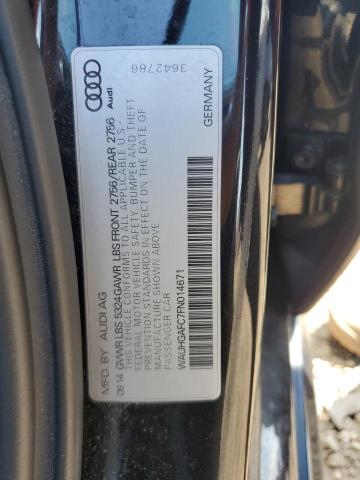 Audi
3642786
MFD. BY AUDI AG GERMANY
09.14 GVWR LBS 5324 GAWR LBS FRONT 2756/REAR 2756
THIS VEHICLE CONFORMS TO ALL APPLICABLE U.S.
FEDERAL MOTOR VEHICLE SAFETY, BUMPER AND THEFT
PREVENTION STANDARDS IN EFFECT ON THE DATE OF
MANUFACTURE SHOWN ABOVE
PASSENGER CAR
WAUHGAFC7FN014671